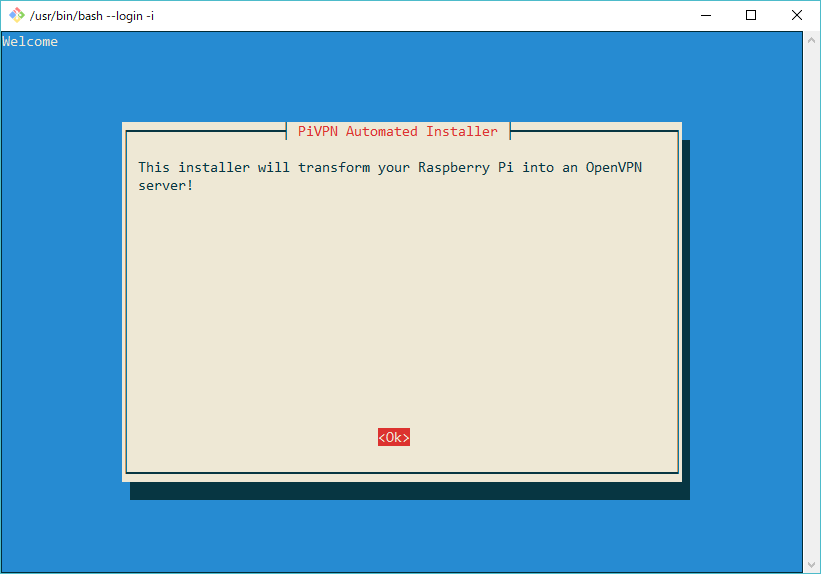 /usr/bin/bash --login -i
Welcome
PiVPN Automated Installer
This installer will transform your Raspberry Pi into an OpenVPN
server!
<Ok>